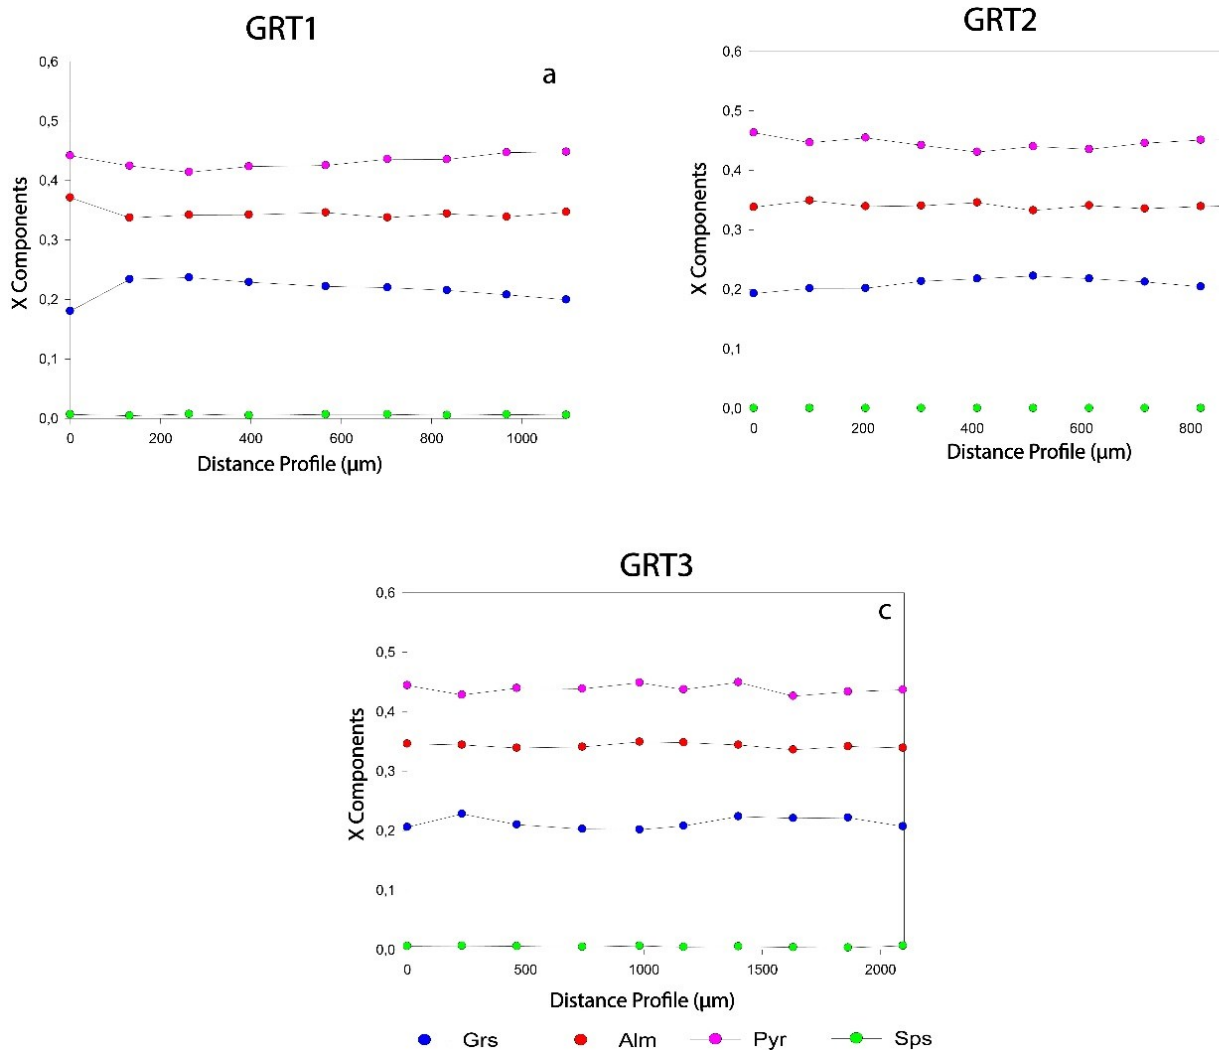 GRT1
a
0,6
0,5
0,4
0,3
0,2
0,1
0,0
X Components
0 200 400 600 800 1000
Distance Profile (µm)
GRT2
0,6
0,5
0,4
0,3
0,2
0,1
0,0
X Components
0 200 400 600 800
Distance Profile (µm)
GRT3
c
0,6
0,5
0,4
0,3
0,2
0,1
0,0
X Components
0 500 1000 1500 2000
Distance Profile (µm)
Grs Alm Pyr Sps